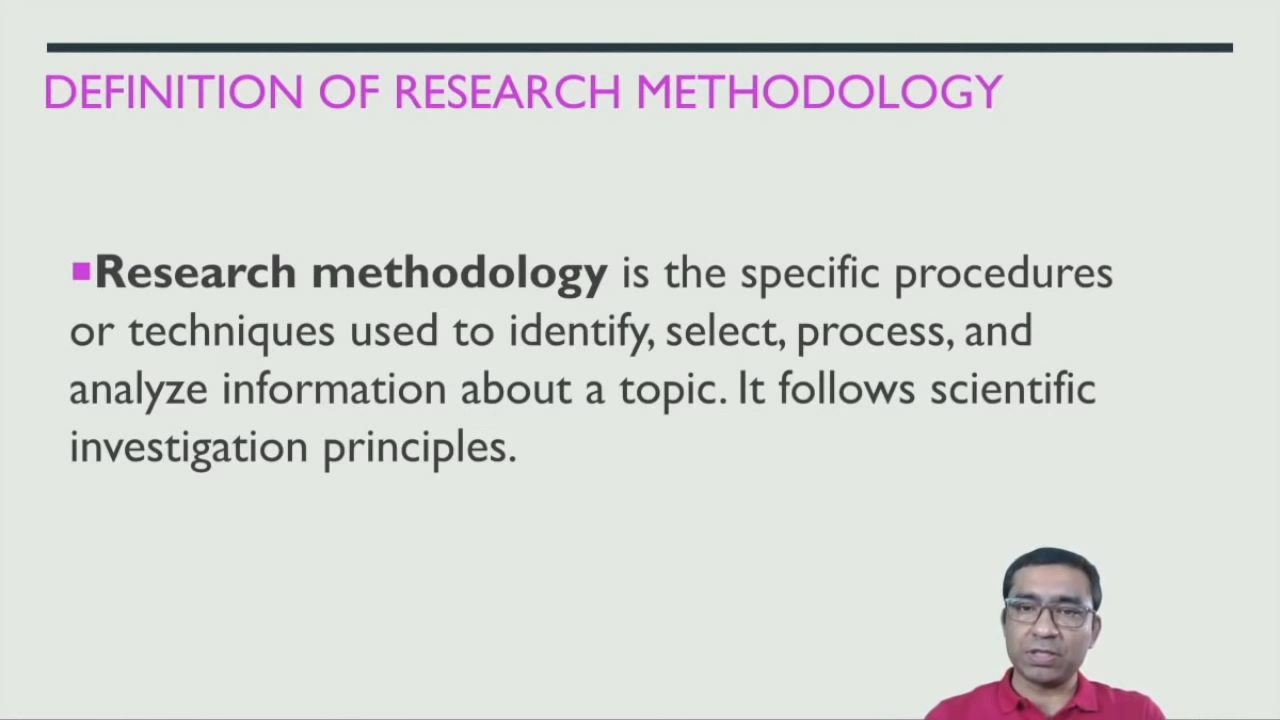 DEFINITION OF RESEARCH METHODOLOGY
Research methodology is the specific procedures
or techniques used to identify, select, process, and
analyze information about a topic. It follows scientific
investigation principles.